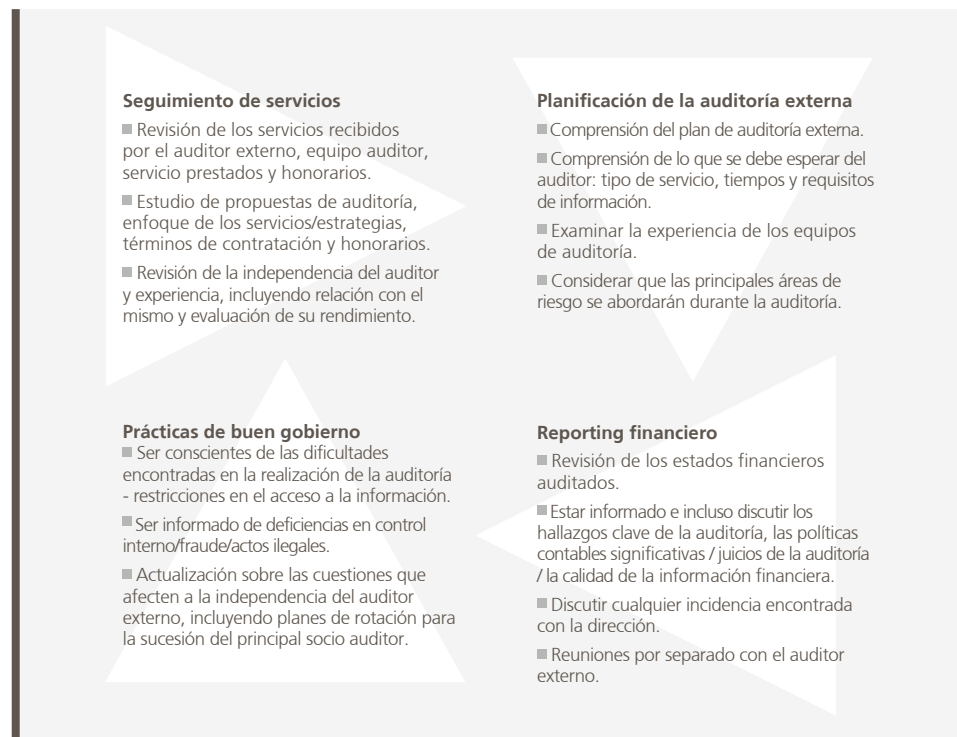 Seguimiento de servicios
■ Revisión de los servicios recibidos
por el auditor externo, equipo auditor,
servicio prestados y honorarios.
■ Estudio de propuestas de auditoría,
enfoque de los servicios/estrategias,
términos de contratación y honorarios.
■ Revisión de la independencia del auditor
y experiencia, incluyendo relación con el
mismo y evaluación de su rendimiento.
Planificación de la auditoría externa
■ Comprensión del plan de auditoría externa.
■ Comprensión de lo que se debe esperar del
auditor: tipo de servicio, tiempos y requisitos
de información.
■ Examinar la experiencia de los equipos
de auditoría.
■ Considerar que las principales áreas de
riesgo se abordarán durante la auditoría.
Prácticas de buen gobierno
■ Ser conscientes de las dificultades
encontradas en la realización de la auditoría
- restricciones en el acceso a la información.
■ Ser informado de deficiencias en control
interno/fraude/actos ilegales.
■ Actualización sobre las cuestiones que
afecten a la independencia del auditor
externo, incluyendo planes de rotación para
la sucesión del principal socio auditor.
Reporting financiero
■ Revisión de los estados financieros
auditados.
■ Estar informado e incluso discutir los
hallazgos clave de la auditoría, las políticas
contables significativas / juicios de la auditoría
/ la calidad de la información financiera.
■ Discutir cualquier incidencia encontrada
con la dirección.
■ Reuniones por separado con el auditor
externo.